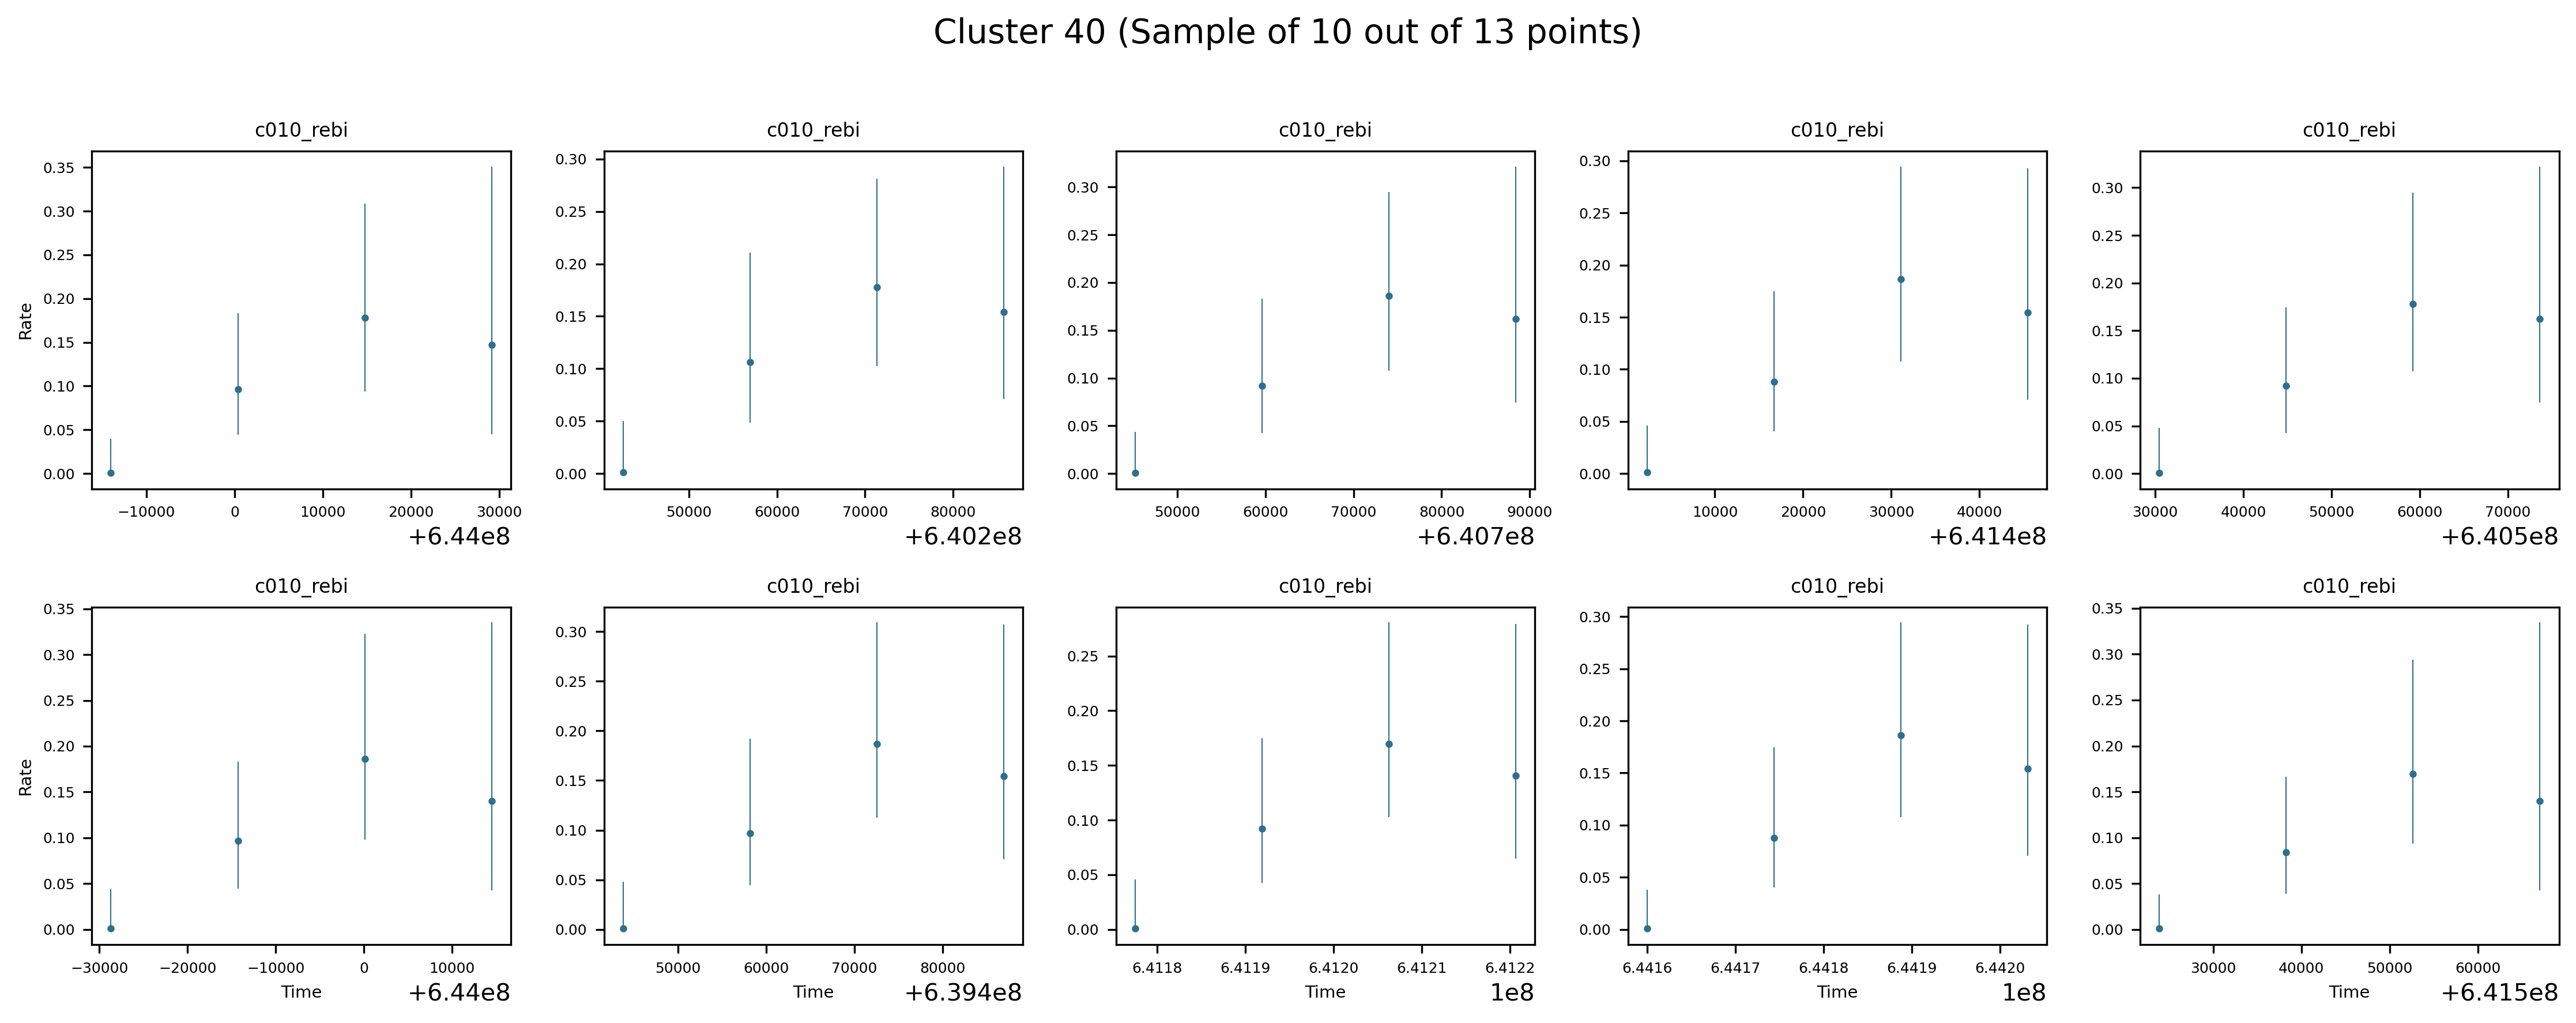 Cluster 40 (Sample of 10 out of 13 points)
c010_rebi c010_rebi c010_rebi c010_rebi c010_rebi
Rate
0.35
0.30
0.25
0.20
0.15
0.10
0.05
0.00
−10000 0 10000 20000 30000
+6.44e8
0.30
0.25
0.20
0.15
0.10
0.05
0.00
50000 60000 70000 80000
+6.402e8
0.30
0.25
0.20
0.15
0.10
0.05
0.00
50000 60000 70000 80000 90000
+6.407e8
0.30
0.25
0.20
0.15
0.10
0.05
0.00
10000 20000 30000 40000
+6.414e8
0.30
0.25
0.20
0.15
0.10
0.05
0.00
30000 40000 50000 60000 70000
+6.405e8
c010_rebi c010_rebi c010_rebi c010_rebi c010_rebi
Rate
0.35
0.30
0.25
0.20
0.15
0.10
0.05
0.00
−30000 −20000 −10000 0 10000
Time +6.44e8
0.30
0.25
0.20
0.15
0.10
0.05
0.00
50000 60000 70000 80000
Time +6.394e8
0.25
0.20
0.15
0.10
0.05
0.00
6.4118 6.4119 6.4120 6.4121 6.4122
Time 1e8
0.30
0.25
0.20
0.15
0.10
0.05
0.00
6.4416 6.4417 6.4418 6.4419 6.4420
Time 1e8
0.35
0.30
0.25
0.20
0.15
0.10
0.05
0.00
30000 40000 50000 60000
Time +6.415e8